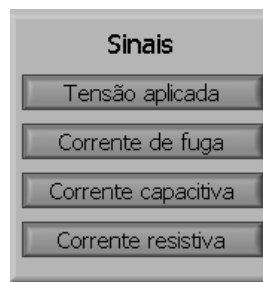 Sinais
Tensão aplicada
Corrente de fuga
Corrente capacitiva
Corrente resistiva